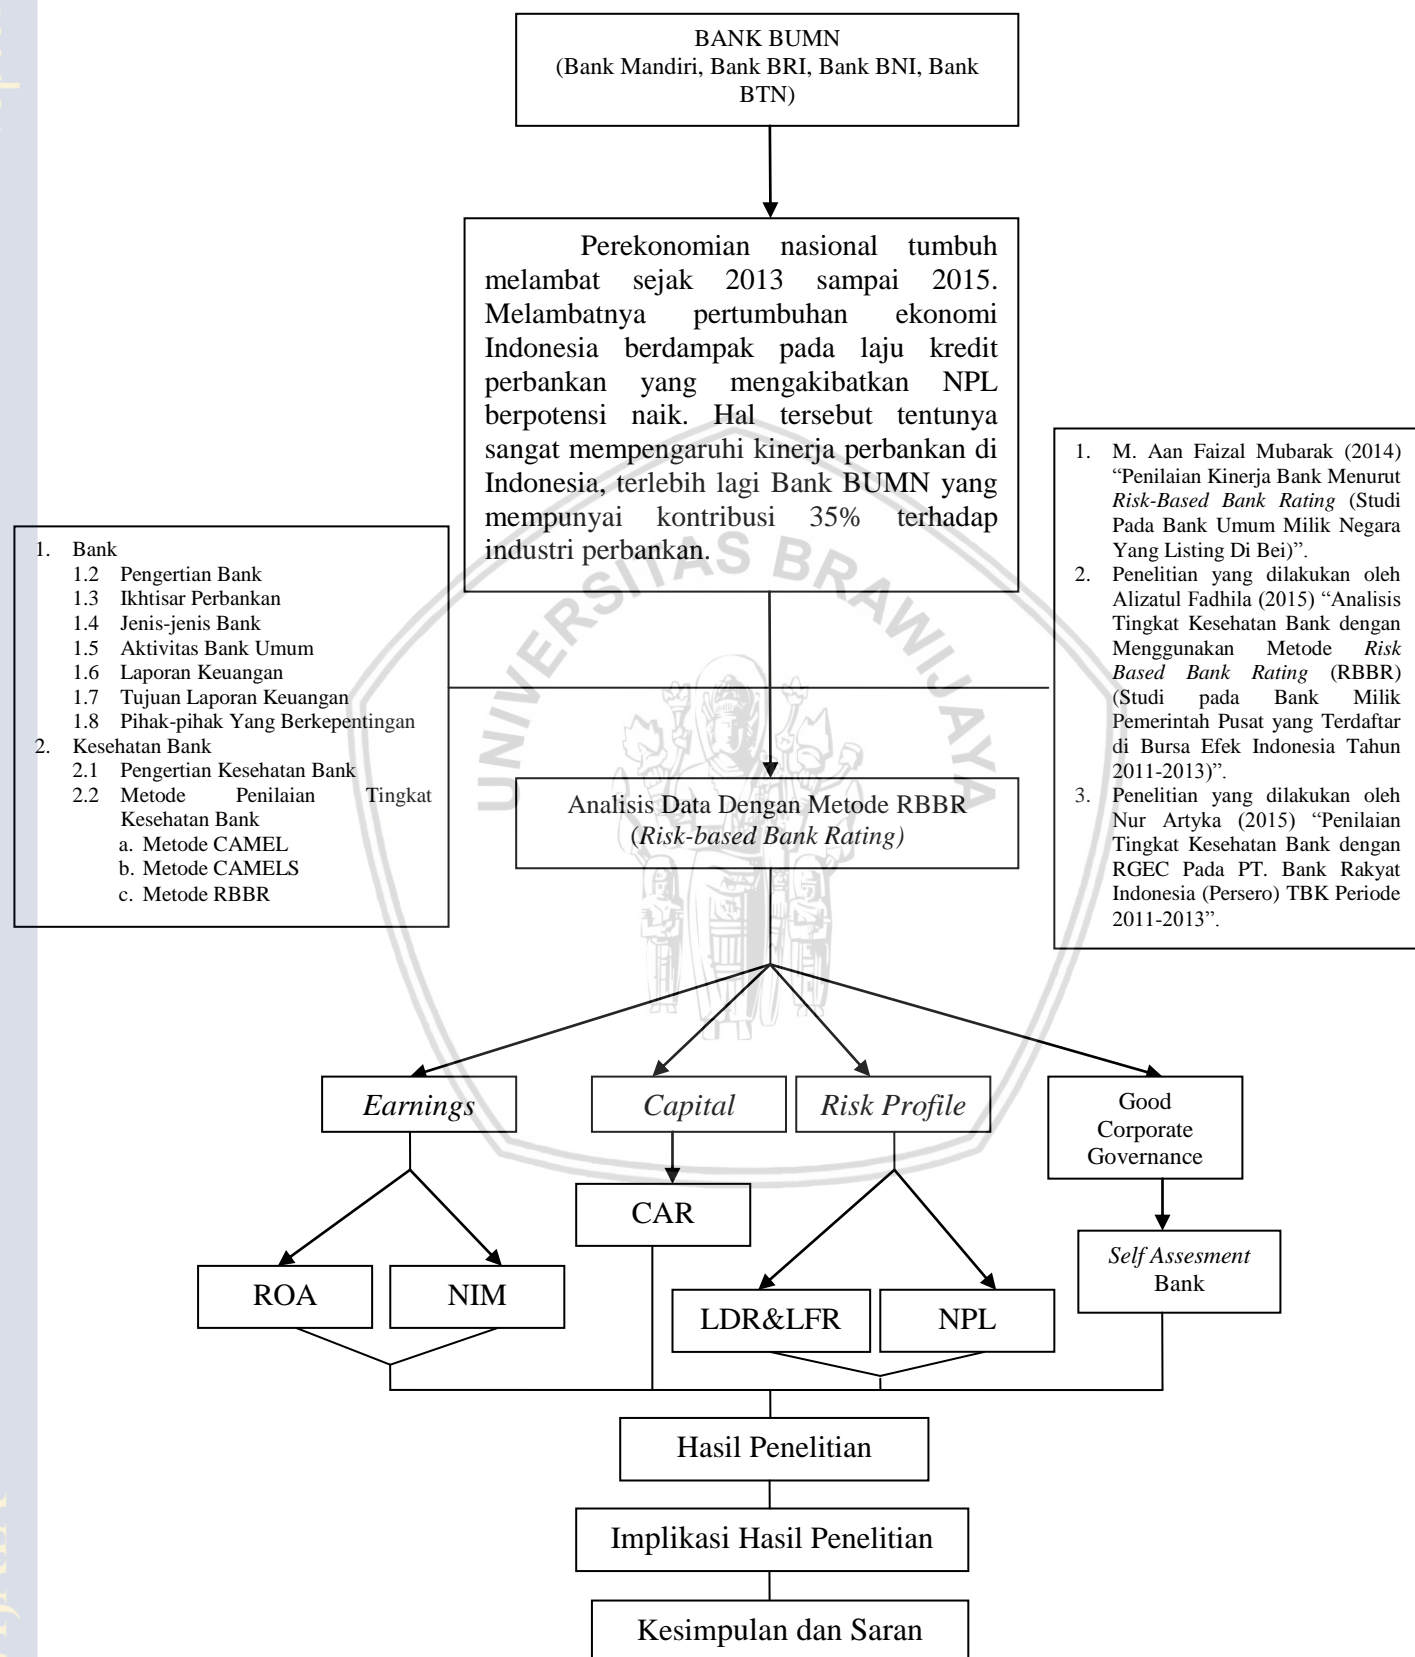 BANK BUMN
(Bank Mandiri, Bank BRI, Bank BNI, Bank
BTN)
Perekonomian nasional tumbuh
melambat sejak 2013 sampai 2015.
Melambatnya pertumbuhan ekonomi
Indonesia berdampak pada laju kredit
perbankan yang mengakibatkan NPL
berpotensi naik. Hal tersebut tentunya
sangat mempengaruhi kinerja perbankan di
Indonesia, terlebih lagi Bank BUMN yang
mempunyai kontribusi 35% terhadap
industri perbankan.
1. Bank
1.2 Pengertian Bank
1.3 Ikhtisar Perbankan
1.4 Jenis-jenis Bank
1.5 Aktivitas Bank Umum
1.6 Laporan Keuangan
1.7 Tujuan Laporan Keuangan
1.8 Pihak-pihak Yang Berkepentingan
2. Kesehatan Bank
2.1 Pengertian Kesehatan Bank
2.2 Metode Penilaian Tingkat
Kesehatan Bank
a. Metode CAMEL
b. Metode CAMELS
c. Metode RBBR
1. M. Aan Faizal Mubarak (2014)
“Penilaian Kinerja Bank Menurut
Risk-Based Bank Rating (Studi
Pada Bank Umum Milik Negara
Yang Listing Di Bei)”.
2. Penelitian yang dilakukan oleh
Alizatul Fadhila (2015) “Analisis
Tingkat Kesehatan Bank dengan
Menggunakan Metode Risk
Based Bank Rating (RBBR)
(Studi pada Bank Milik
Pemerintah Pusat yang Terdaftar
di Bursa Efek Indonesia Tahun
2011-2013)”.
3. Penelitian yang dilakukan oleh
Nur Artyka (2015) “Penilaian
Tingkat Kesehatan Bank dengan
RGEC Pada PT. Bank Rakyat
Indonesia (Persero) TBK Periode
2011-2013”.
UNIVERSITAS BRAWIJAYA
Analisis Data Dengan Metode RBBR
(Risk-based Bank Rating)
Earnings
Capital
Risk Profile
Good
Corporate
Governance
CAR
Self Assesment
Bank
ROA
NIM
LDR&LFR
NPL
Hasil Penelitian
Implikasi Hasil Penelitian
Kesimpulan dan Saran